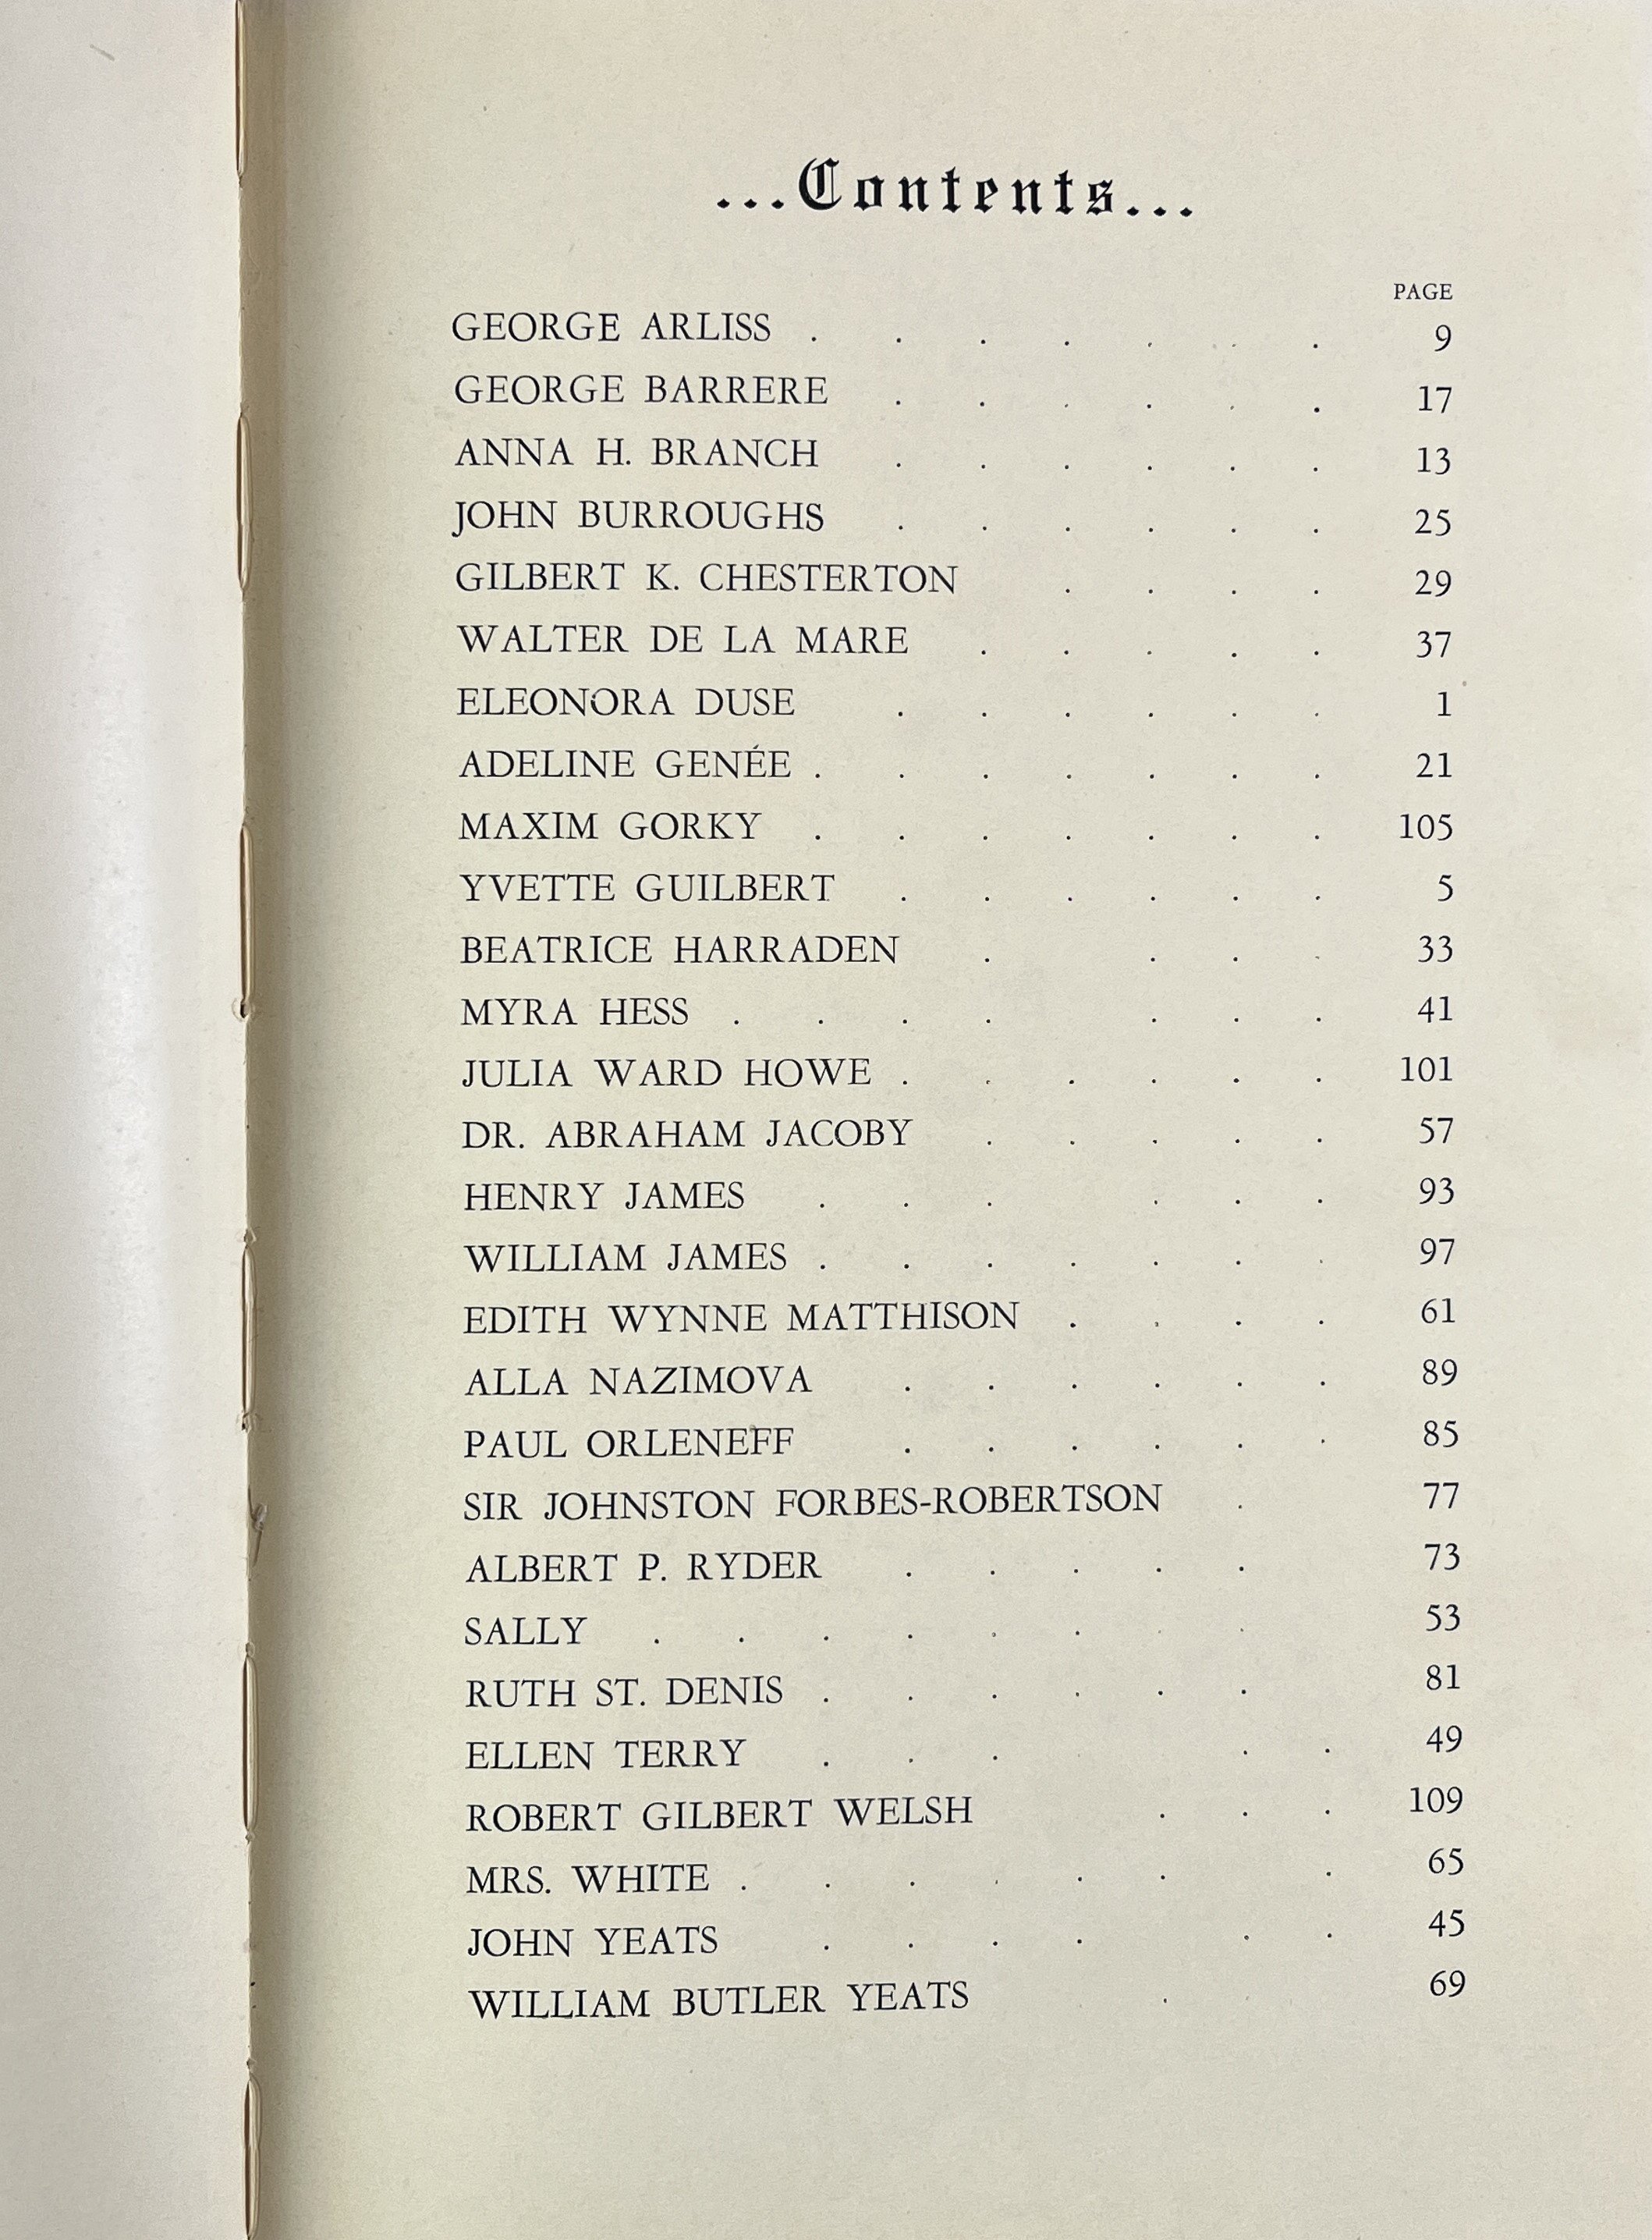 ...Contents...
PAGE
GEORGE ARLISS . . . . . . . 9
GEORGE BARRERE . . . . . . 17
ANNA H. BRANCH . . . . . . 13
JOHN BURROUGHS . . . . . . 25
GILBERT K. CHESTERTON . . . . 29
WALTER DE LA MARE . . . . . 37
ELEONORA DUSE . . . . . . 1
ADELINE GENÉE . . . . . . . 21
MAXIM GORKY . . . . . . . 105
YVETTE GUILBERT . . . . . . 5
BEATRICE HARRADEN . . . . 33
MYRA HESS . . . . . . . 41
JULIA WARD HOWE . . . . . . 101
DR. ABRAHAM JACOBY . . . . . 57
HENRY JAMES . . . . . . 93
WILLIAM JAMES . . . . . . . 97
EDITH WYNNE MATTHISON . . . . 61
ALLA NAZIMOVA . . . . . . 89
PAUL ORLENEFF . . . . . . 85
SIR JOHNSTON FORBES-ROBERTSON . 77
ALBERT P. RYDER . . . . . 73
SALLY . . . . . . . . 53
RUTH ST. DENIS . . . . . . 81
ELLEN TERRY . . . . . 49
ROBERT GILBERT WELSH . . . 109
MRS. WHITE . . . . . . . 65
JOHN YEATS . . . . . . 45
WILLIAM BUTLER YEATS . . 69